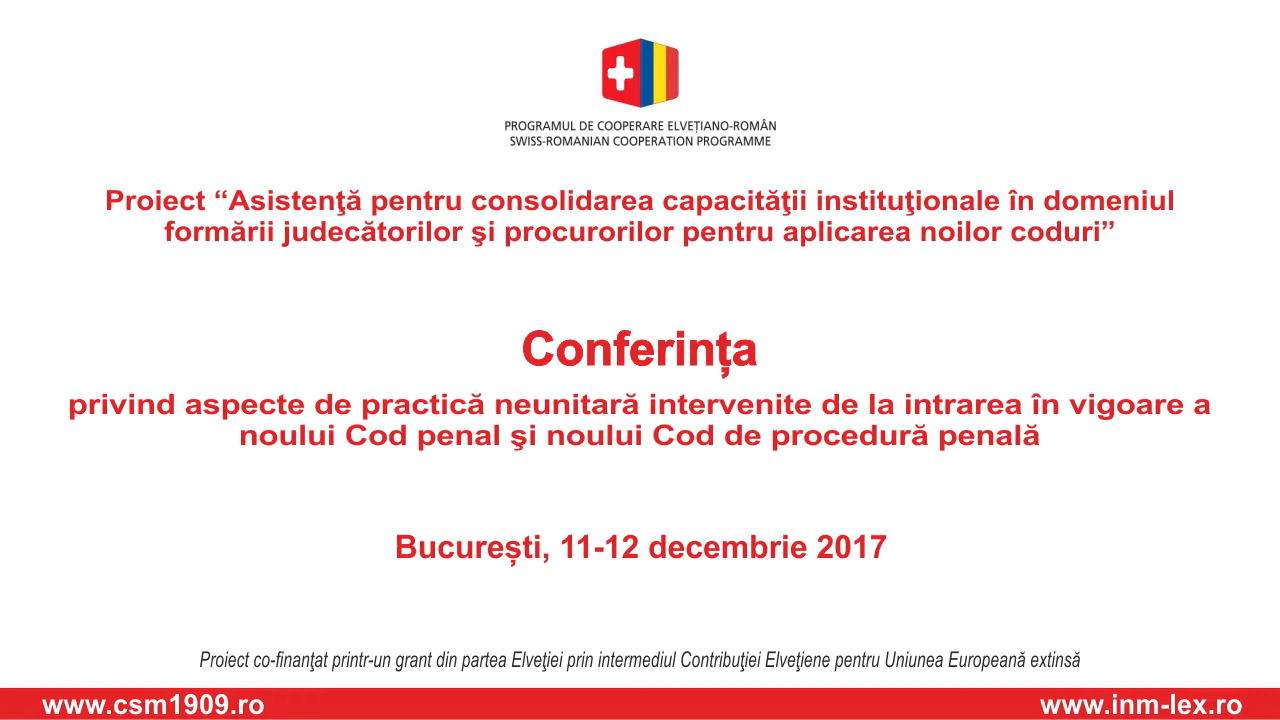 PROGRAMUL DE COOPERARE ELVEȚIANO-ROMÂN
SWISS-ROMANIAN COOPERATION PROGRAMME
Proiect “Asistenţă pentru consolidarea capacităţii instituţionale în domeniul
formării judecătorilor şi procurorilor pentru aplicarea noilor coduri”
Conferința
privind aspecte de practică neunitară intervenite de la intrarea în vigoare a
noului Cod penal şi noului Cod de procedură penală
București, 11-12 decembrie 2017
Proiect co-finanţat printr-un grant din partea Elveţiei prin intermediul Contribuţiei Elveţiene pentru Uniunea Europeană extinsă
www.csm1909.ro
www.inm-lex.ro